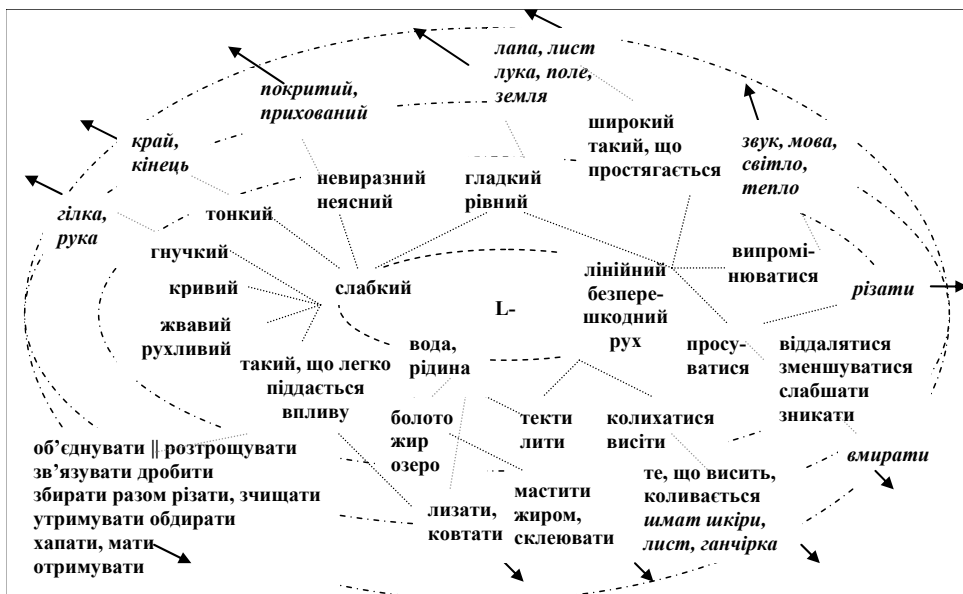 лапа, лист
лука, поле,
земля
покритий,
прихований
край,
кінець
широкий
такий, що
простягається
звук, мова,
світло,
тепло
невиразний
неясний
гладкий
рівний
гілка,
рука
тонкий
гнучкий
випромі-
нюватися
кривий
слабкий
лінійний
безпере-
шкодний
рух
різати
L-
жвавий
рухливий
вода,
рідина
просу-
ватися
віддалятися
зменшуватися
слабшати
зникати
такий, що легко
піддається
впливу
болото
жир
озеро
текти
лити
колихатися
висіти
об’єднувати || розтрощувати
зв’язувати дробити
збирати разом різати, зчищати
утримувати обдирати
хапати, мати
отримувати
вмирати
лизати,
ковтати
мастити
жиром,
склеювати
те, що висить,
коливається
шмат шкіри,
лист, ганчірка